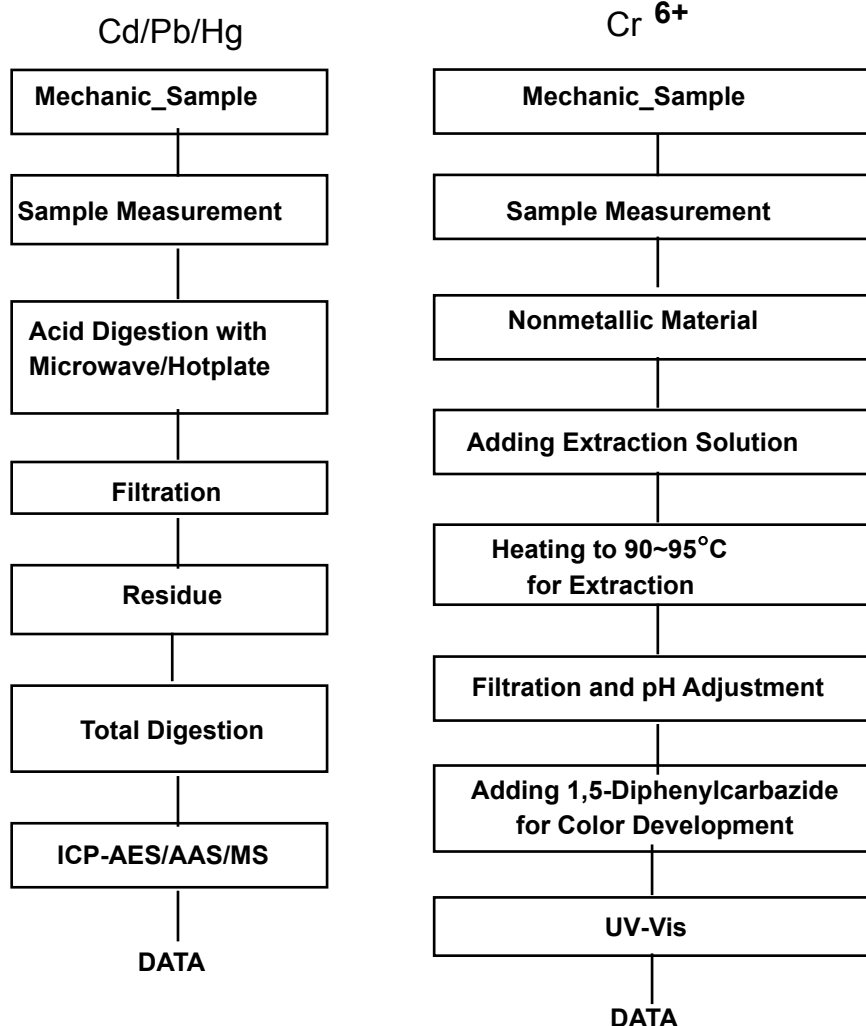 Cd/Pb/Hg
Mechanic_Sample
Sample Measurement
Acid Digestion with
Microwave/Hotplate
Filtration
Residue
Total Digestion
ICP-AES/AAS/MS
DATA
Cr 6+
Mechanic_Sample
Sample Measurement
Nonmetallic Material
Adding Extraction Solution
Heating to 90~95°C
for Extraction
Filtration and pH Adjustment
Adding 1,5-Diphenylcarbazide
for Color Development
UV-Vis
DATA